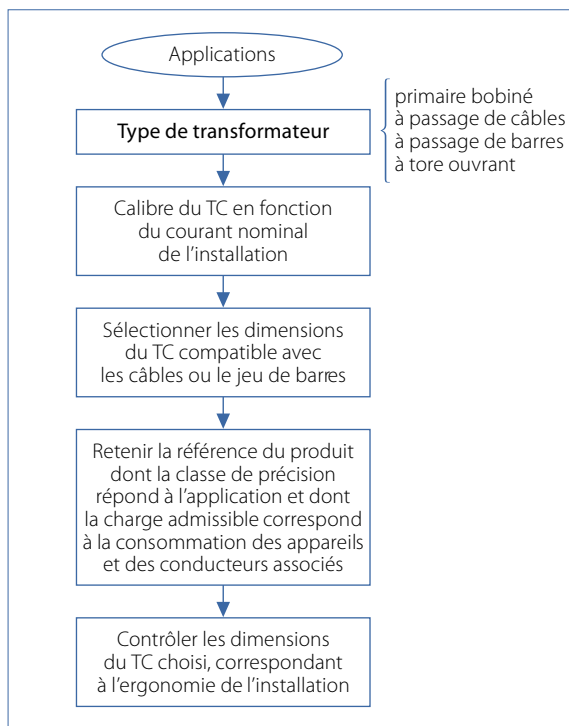 Applications
Type de transformateur
primaire bobiné
à passage de câbles
à passage de barres
à tore ouvrant
Calibre du TC en fonction
du courant nominal
de l’installation
Sélectionner les dimensions
du TC compatible avec
les câbles ou le jeu de barres
Retenir la référence du produit
dont la classe de précision
répond à l’application et dont
la charge admissible correspond
à la consommation des appareils
et des conducteurs associés
Contrôler les dimensions
du TC choisi, correspondant
à l’ergonomie de l’installation